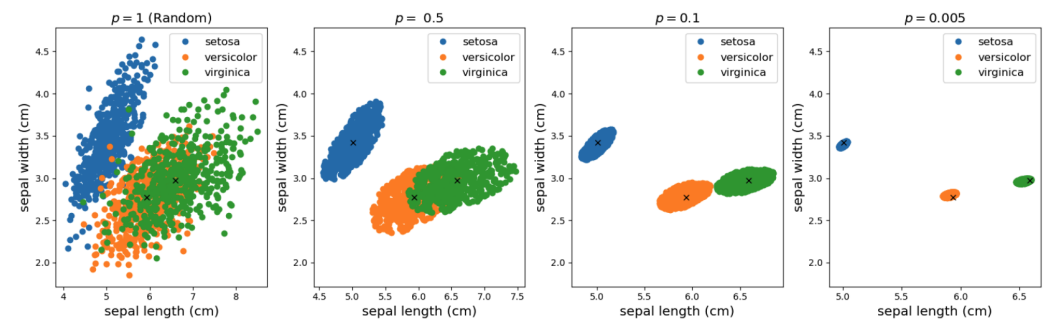 p = 1 (Random)
4.5
4.0
3.5
3.0
2.5
2.0
sepal width (cm)
4
5
6
7
8
sepal length (cm)
setosa
versicolor
virginica
p = 0.5
4.5
4.0
3.5
3.0
2.5
2.0
sepal width (cm)
4.5
5.0
5.5
6.0
6.5
7.0
7.5
sepal length (cm)
setosa
versicolor
virginica
p = 0.1
4.5
4.0
3.5
3.0
2.5
2.0
sepal width (cm)
5.0
5.5
6.0
6.5
sepal length (cm)
setosa
versicolor
virginica
p = 0.005
4.5
4.0
3.5
3.0
2.5
2.0
sepal width (cm)
5.0
5.5
6.0
6.5
sepal length (cm)
setosa
versicolor
virginica